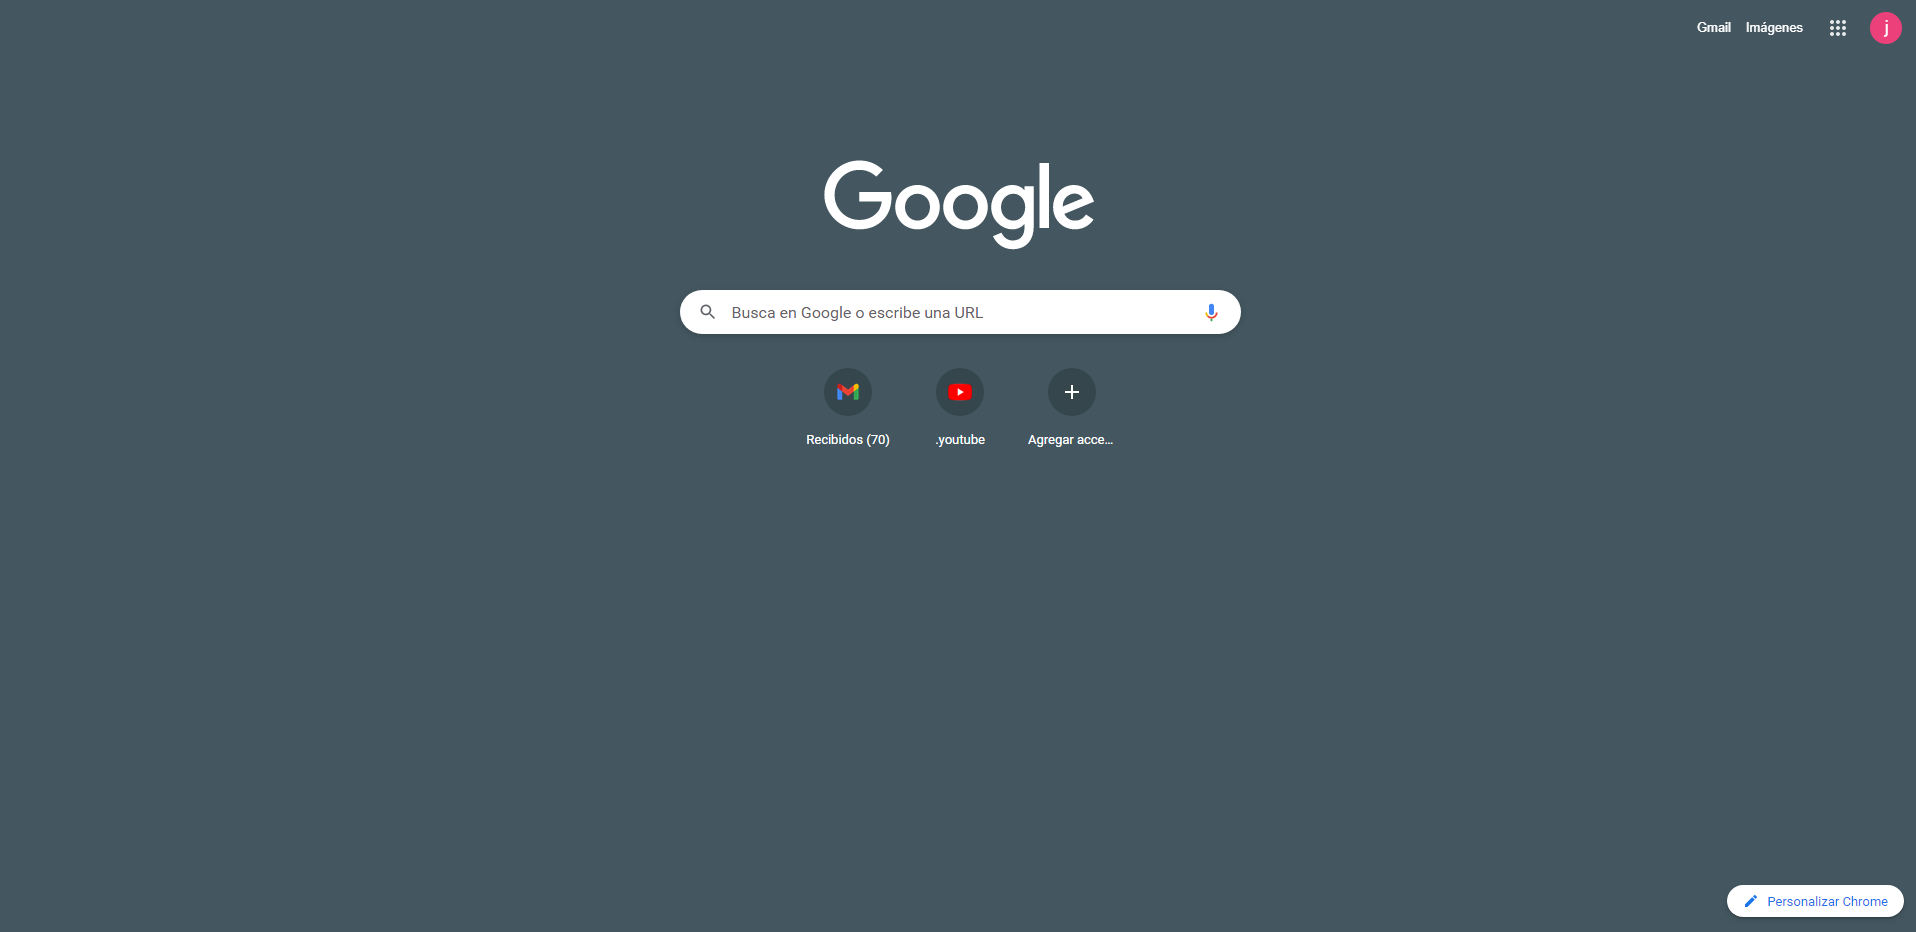 Gmail Imágenes j
Google
Busca en Google o escribe una URL
Recibidos (70) .youtube Agregar acce...
Personalizar Chrome